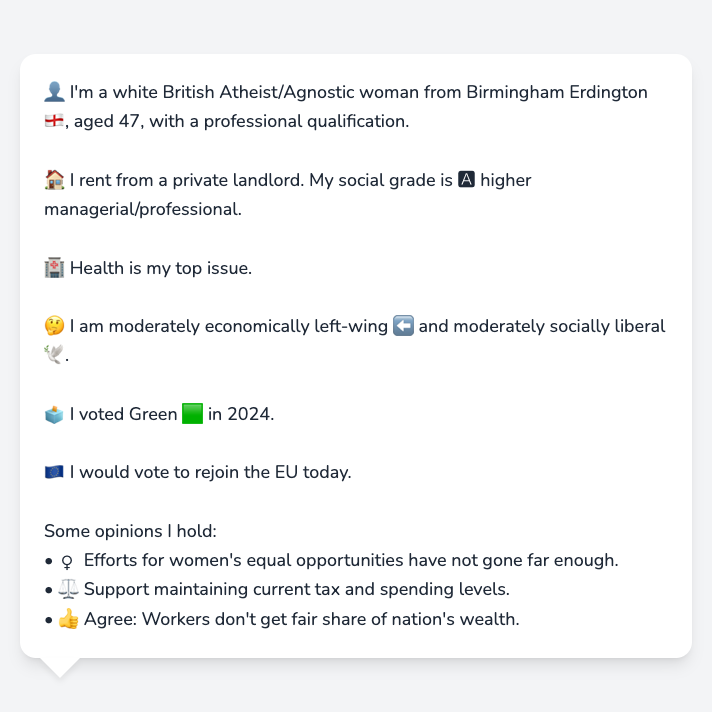 👤 I'm a white British Atheist/Agnostic woman from Birmingham Erdington
🏴󠁧󠁢󠁥󠁮󠁧󠁿, aged 47, with a professional qualification.
🏠 I rent from a private landlord. My social grade is 🅰 higher
managerial/professional.
🏥 Health is my top issue.
🤔 I am moderately economically left-wing ⬅️ and moderately socially liberal
🕊️.
🗳️ I voted Green 🟩 in 2024.
🇪🇺 I would vote to rejoin the EU today.
Some opinions I hold:
• ♀ Efforts for women's equal opportunities have not gone far enough.
• ⚖️ Support maintaining current tax and spending levels.
• 👍 Agree: Workers don't get fair share of nation's wealth.